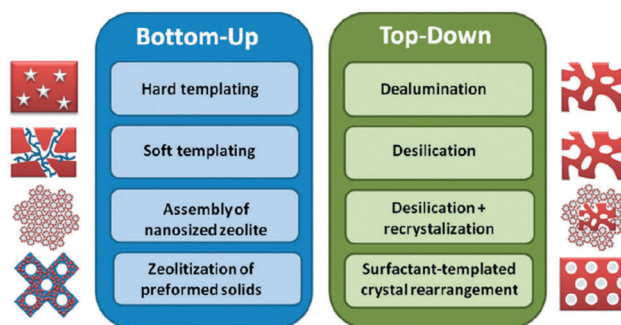 Bottom-Up
Hard templating
Soft templating
Assembly of
nanosized zeolite
Zeolitization of
preformed solids
Top-Down
Dealumination
Desilication
Desilication +
recrystalization
Surfactant-templated
crystal rearrangement